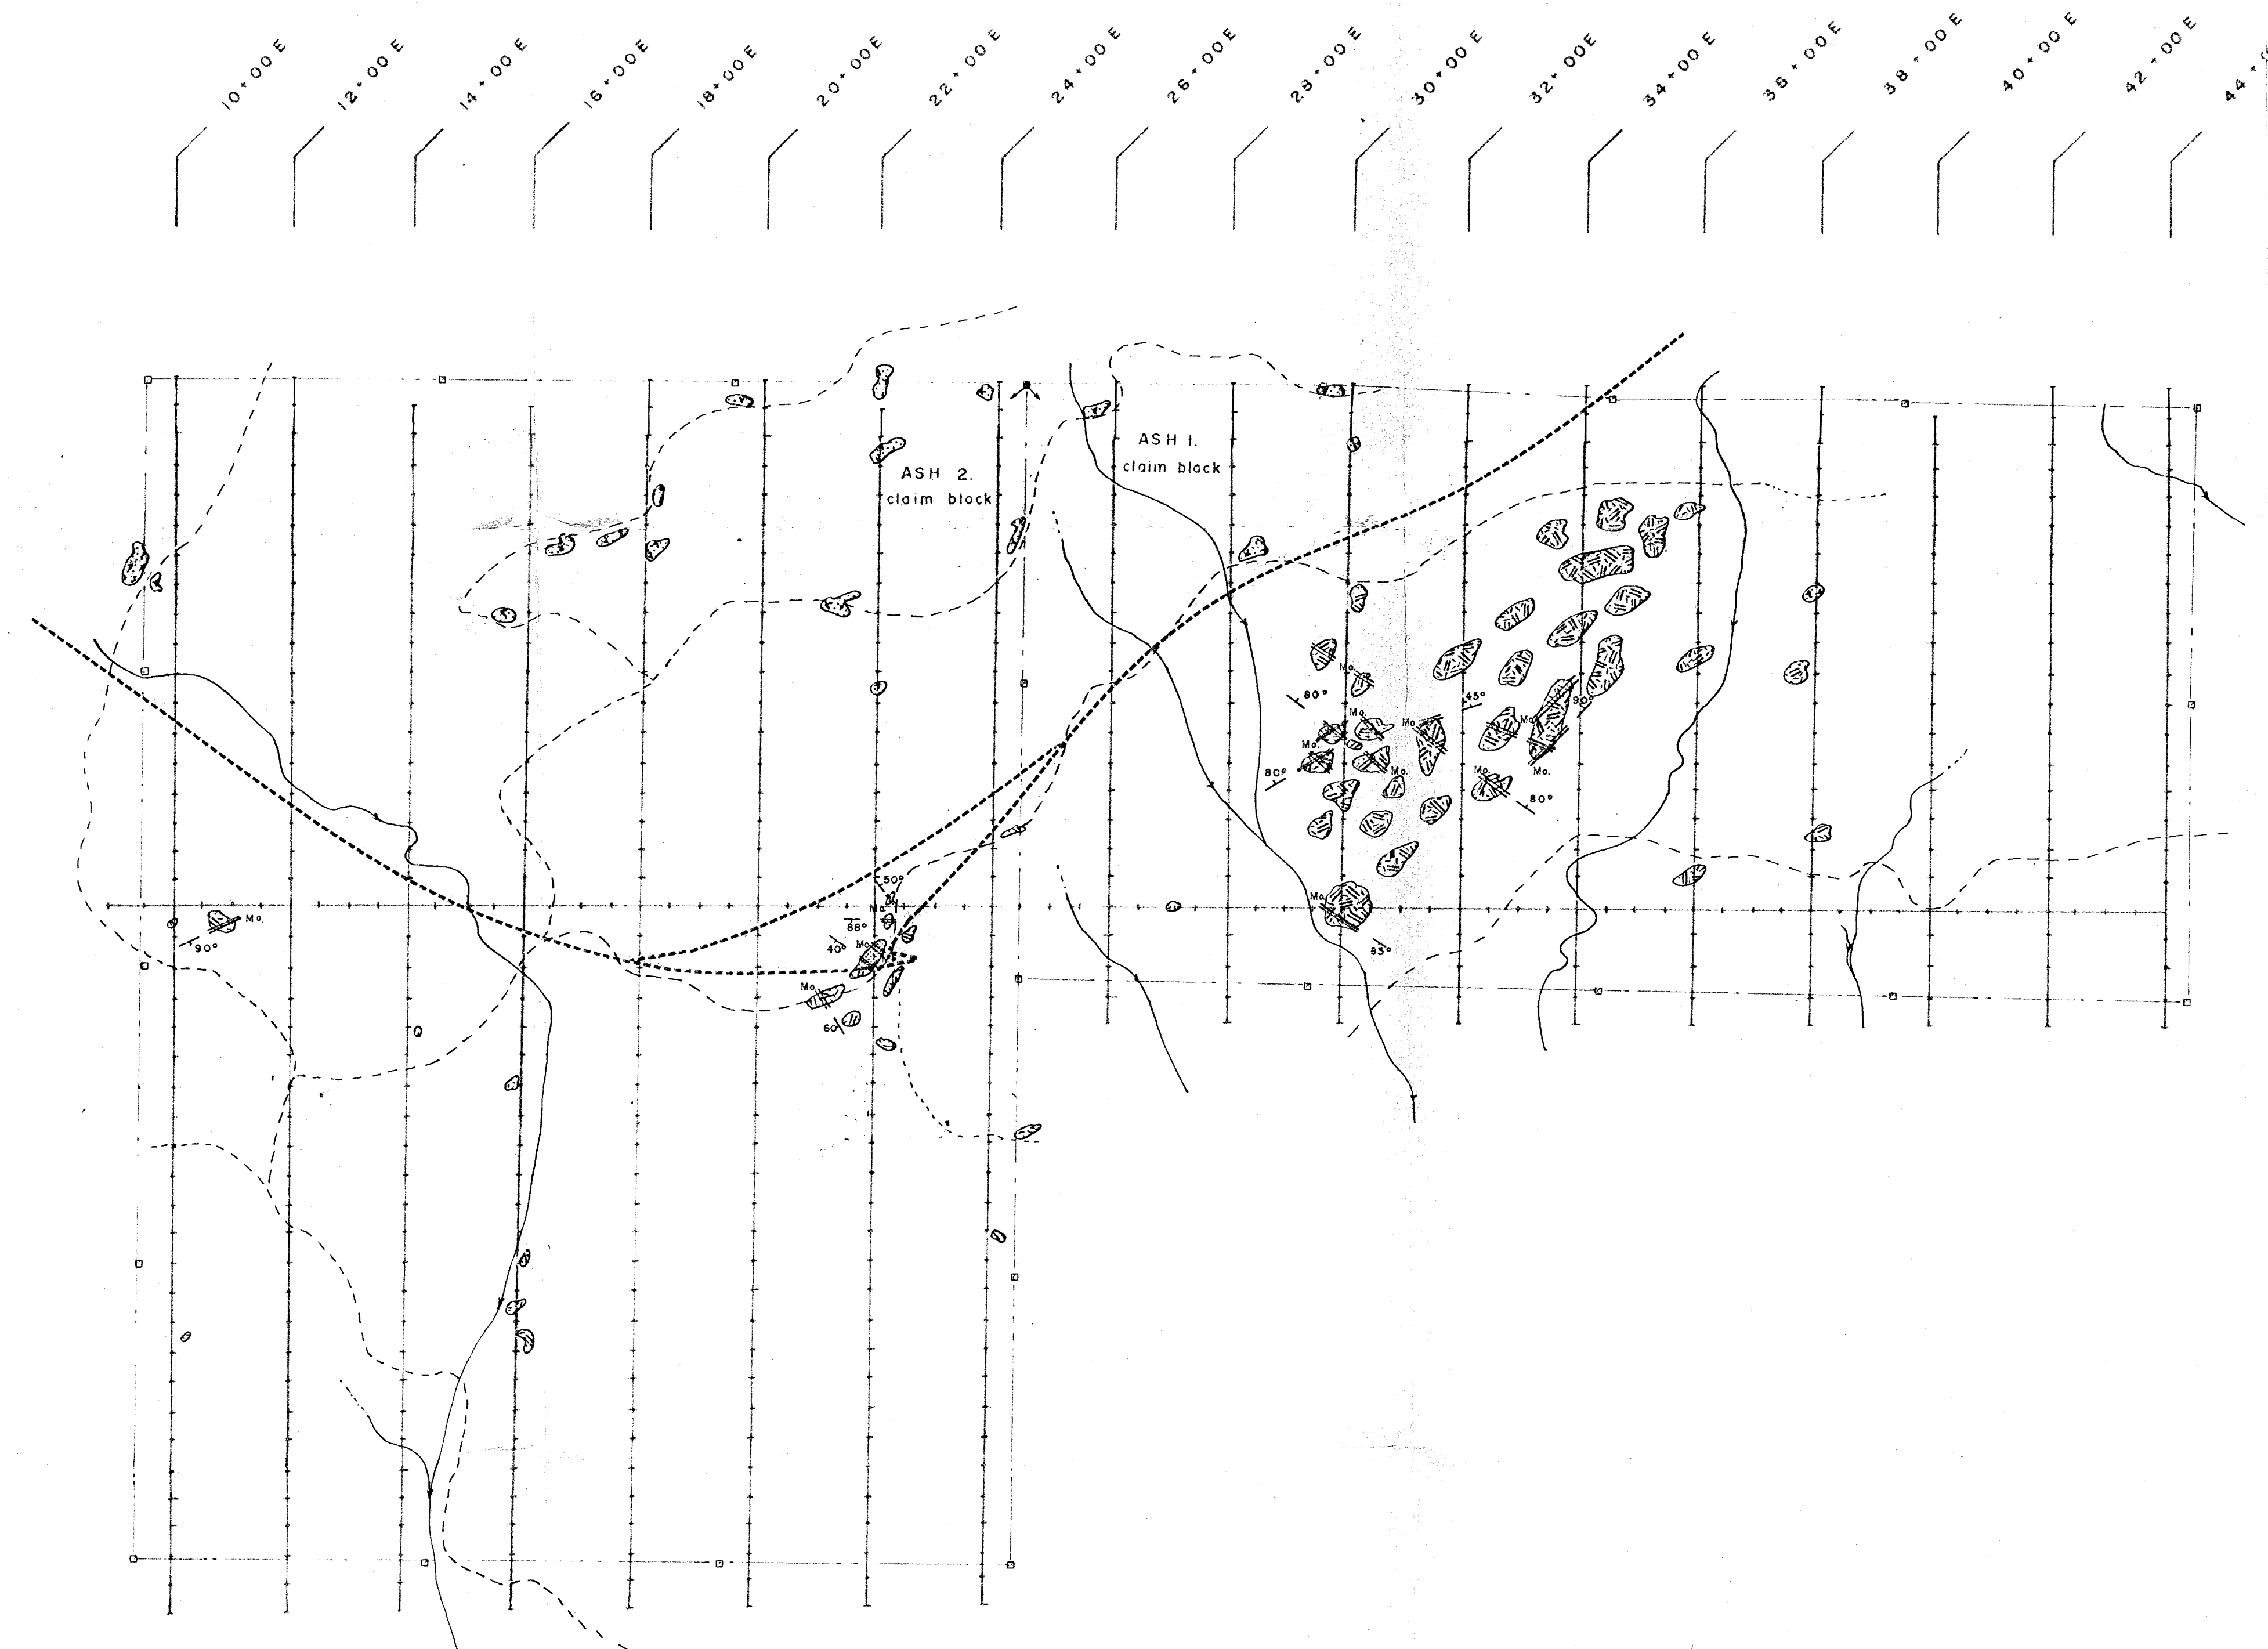 10+00E
12+00E
14+00E
16+00E
18+00E
20+00E
22+00E
24+00E
26+00E
28+00E
30+00E
32+00E
34+00E
36+00E
38+00E
40+00E
42+00E
44+
ASH 1.
claim block
ASH 2.
claim block
Mo.
80°
45°
90°
Mo.
Mo.
Mo.
Mo.
80°
Mo.
Mo.
Mo.
80°
50°
Mo.
Mo.
Mo.
88°
40°
Mo.
90°
85°
Mo.
60